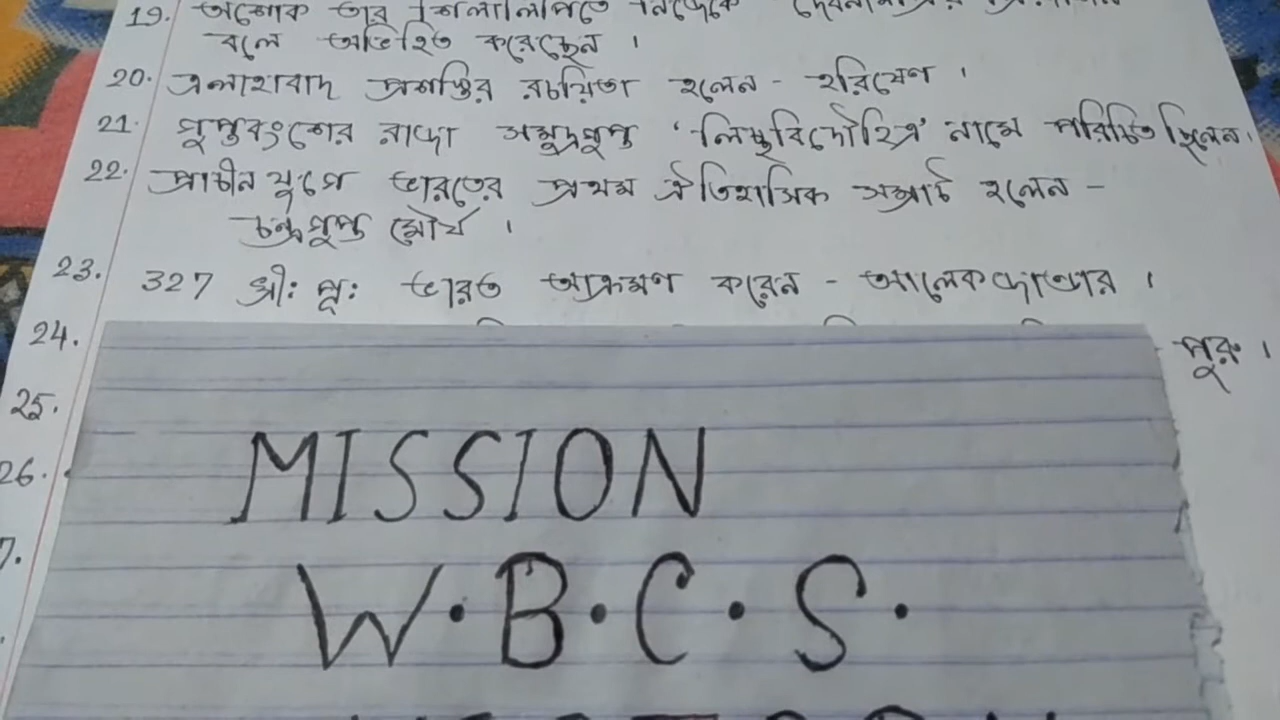 19. অশোক তার শিলালিপিতে নিজেকে
বলে অভিহিত করেছেন ।
20. এলাহাবাদ প্রশস্তির রচয়িতা হলেন - হরিষেণ ।
21. গুপ্তবংশের রাজা সমুদ্রগুপ্ত 'লিচ্ছবিদৌহিত্র' নামে পরিচিত ছিলেন।
22. প্রাচীন যুগে ভারতের প্রথম ঐতিহাসিক সম্রাট হলেন -
চন্দ্রগুপ্ত মৌর্য ।
23. 327 খ্রীঃ পূঃ ভারত আক্রমণ করেন - আলেকজান্ডার ।
24. পুরু ।
25.
26.
7.
MISSION
W.B.C.S.